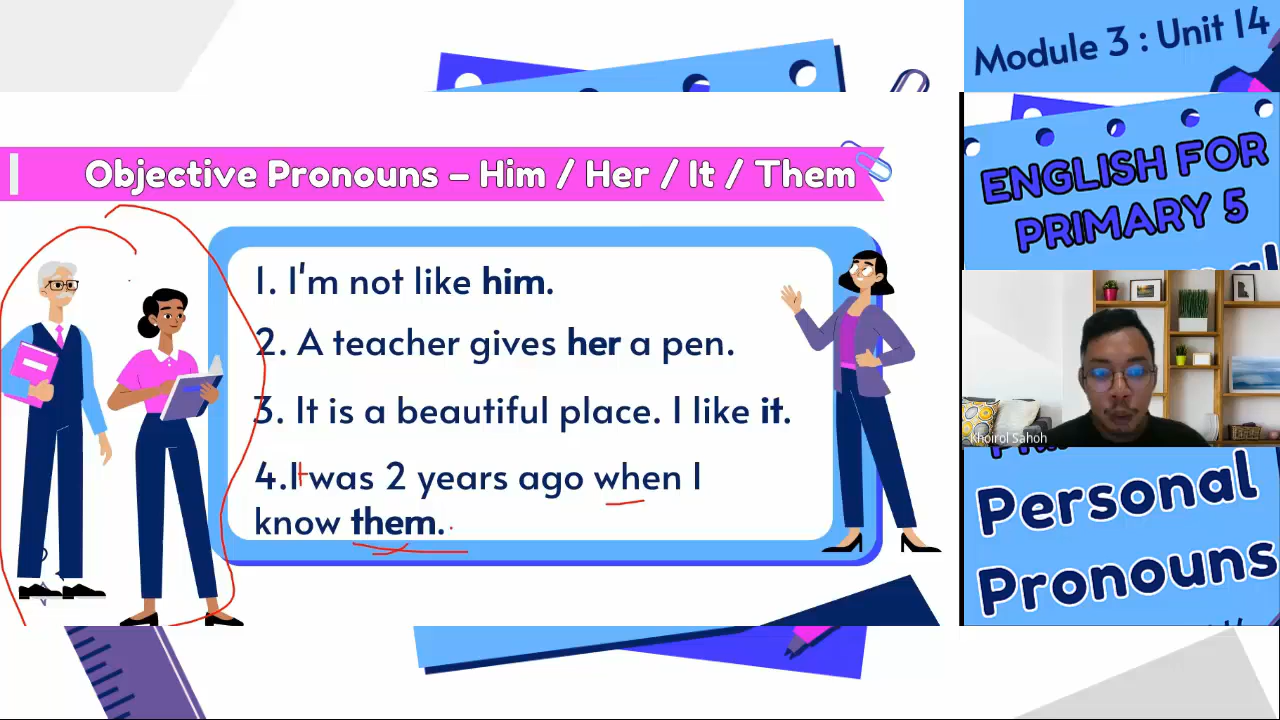 Module 3 : Unit 14
ENGLISH FOR
PRIMARY 5
Objective Pronouns – Him / Her / It / Them
1. I'm not like him.
2. A teacher gives her a pen.
3. It is a beautiful place. I like it.
4.It was 2 years ago when I
know them.
Khoirol Sahoh
Personal
Pronouns